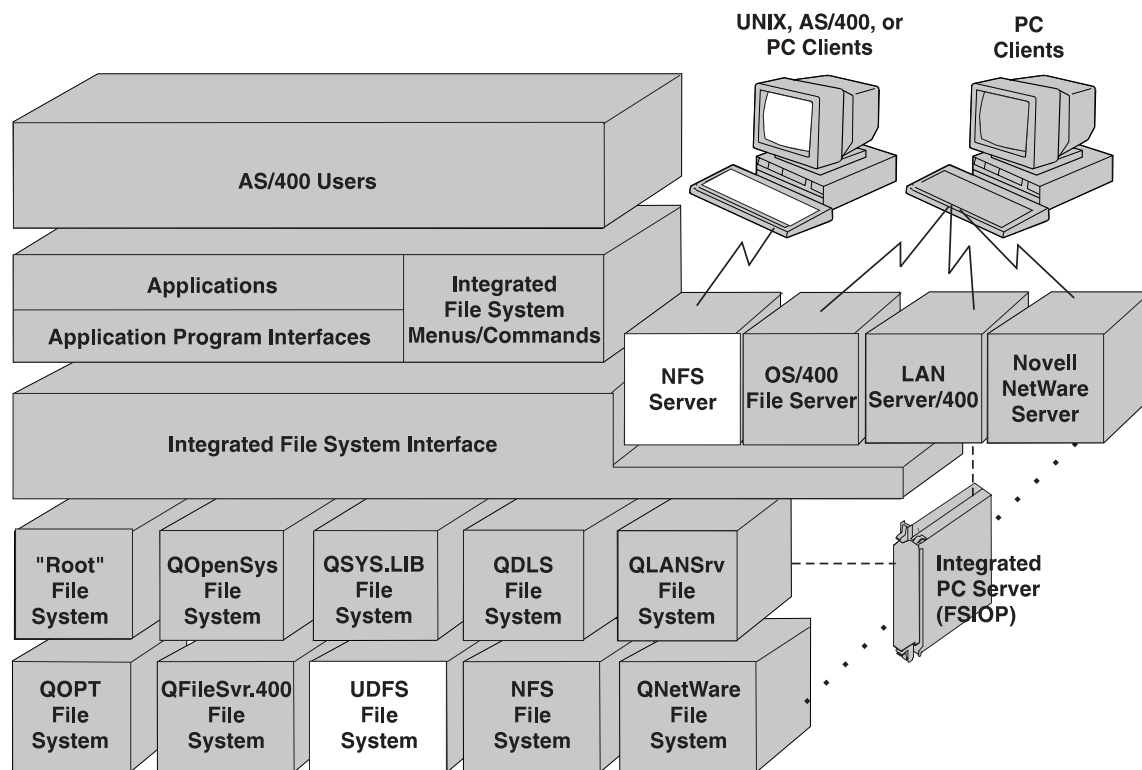 UNIX, AS/400, or
PC Clients
PC
Clients
AS/400 Users
Applications
Application Program Interfaces
Integrated
File System
Menus/Commands
NFS
Server
OS/400
File Server
LAN
Server/400
Novell
NetWare
Server
Integrated File System Interface
"Root"
File
System
QOpenSys
File
System
QSYS.LIB
File
System
QDLS
File
System
QLANSrv
File
System
Integrated
PC Server
(FSIOP)
QOPT
File
System
QFileSvr.400
File
System
UDFS
File
System
NFS
File
System
QNetWare
File
System